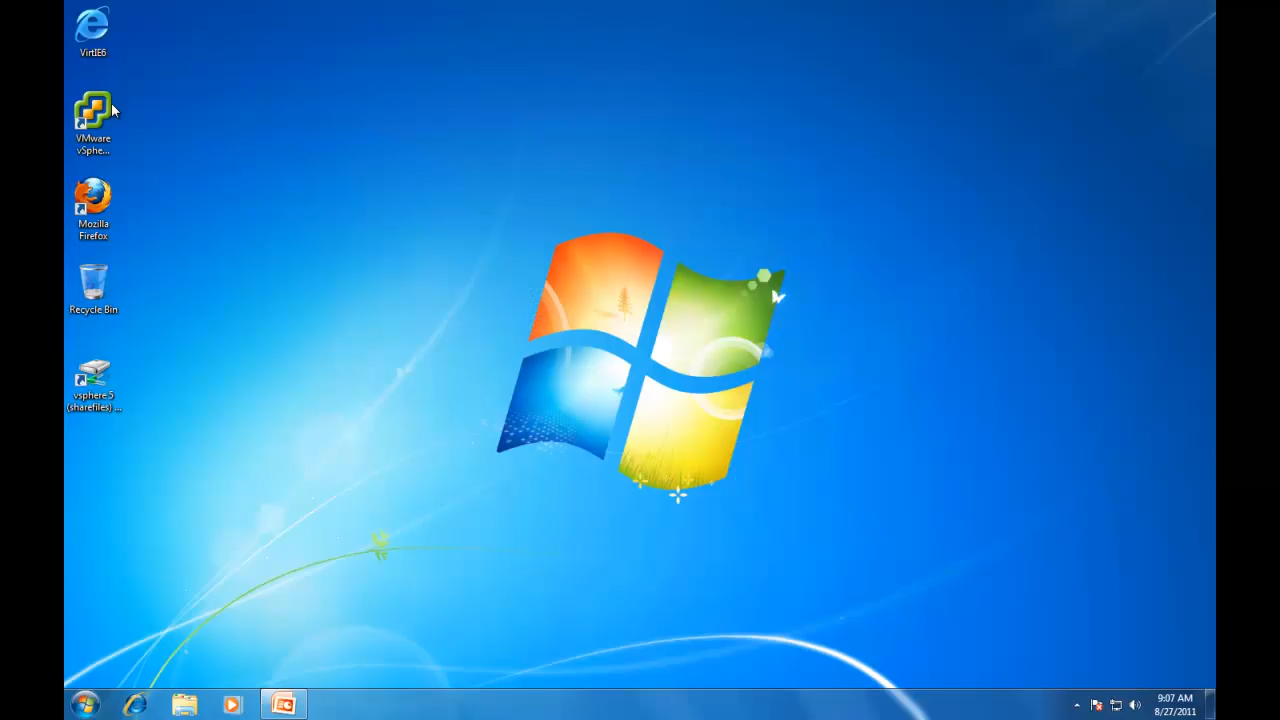 VirtIE6
VMware
vSphe...
Mozilla
Firefox
Recycle Bin
vsphere 5
(sharefiles) ...
9:07 AM
8/27/2011